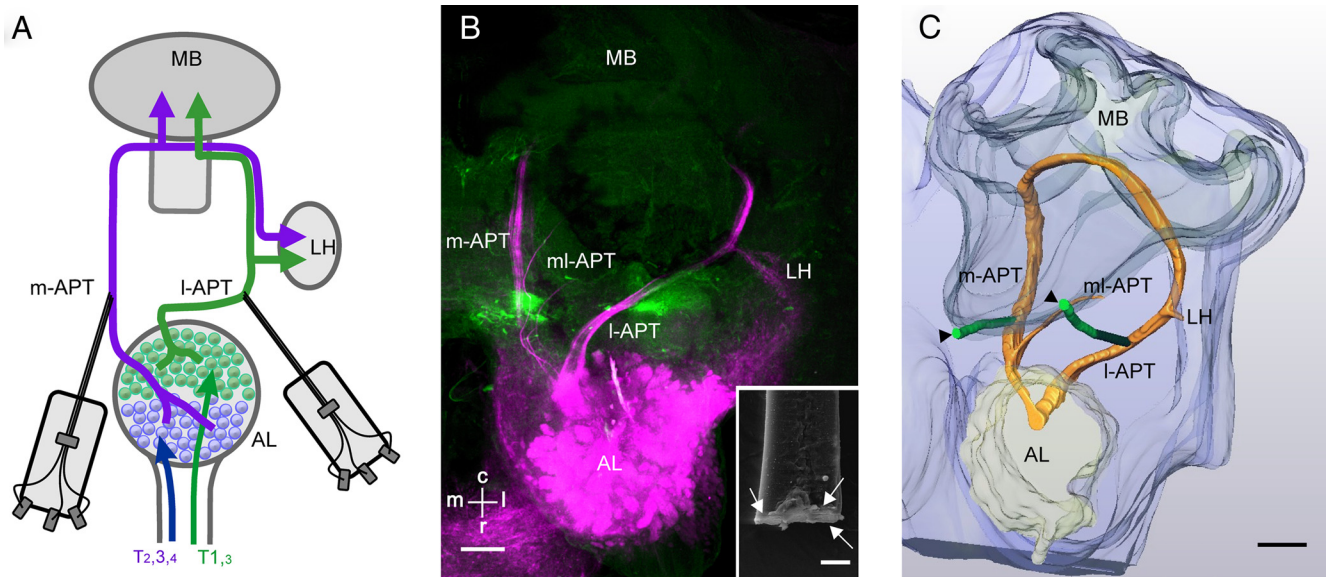 A
MB
LH
m-APT
l-APT
AL
T2,3,4
T1,3
B
MB
m-APT
ml-APT
LH
l-APT
AL
c
m
l
r
C
MB
m-APT
ml-APT
LH
l-APT
AL